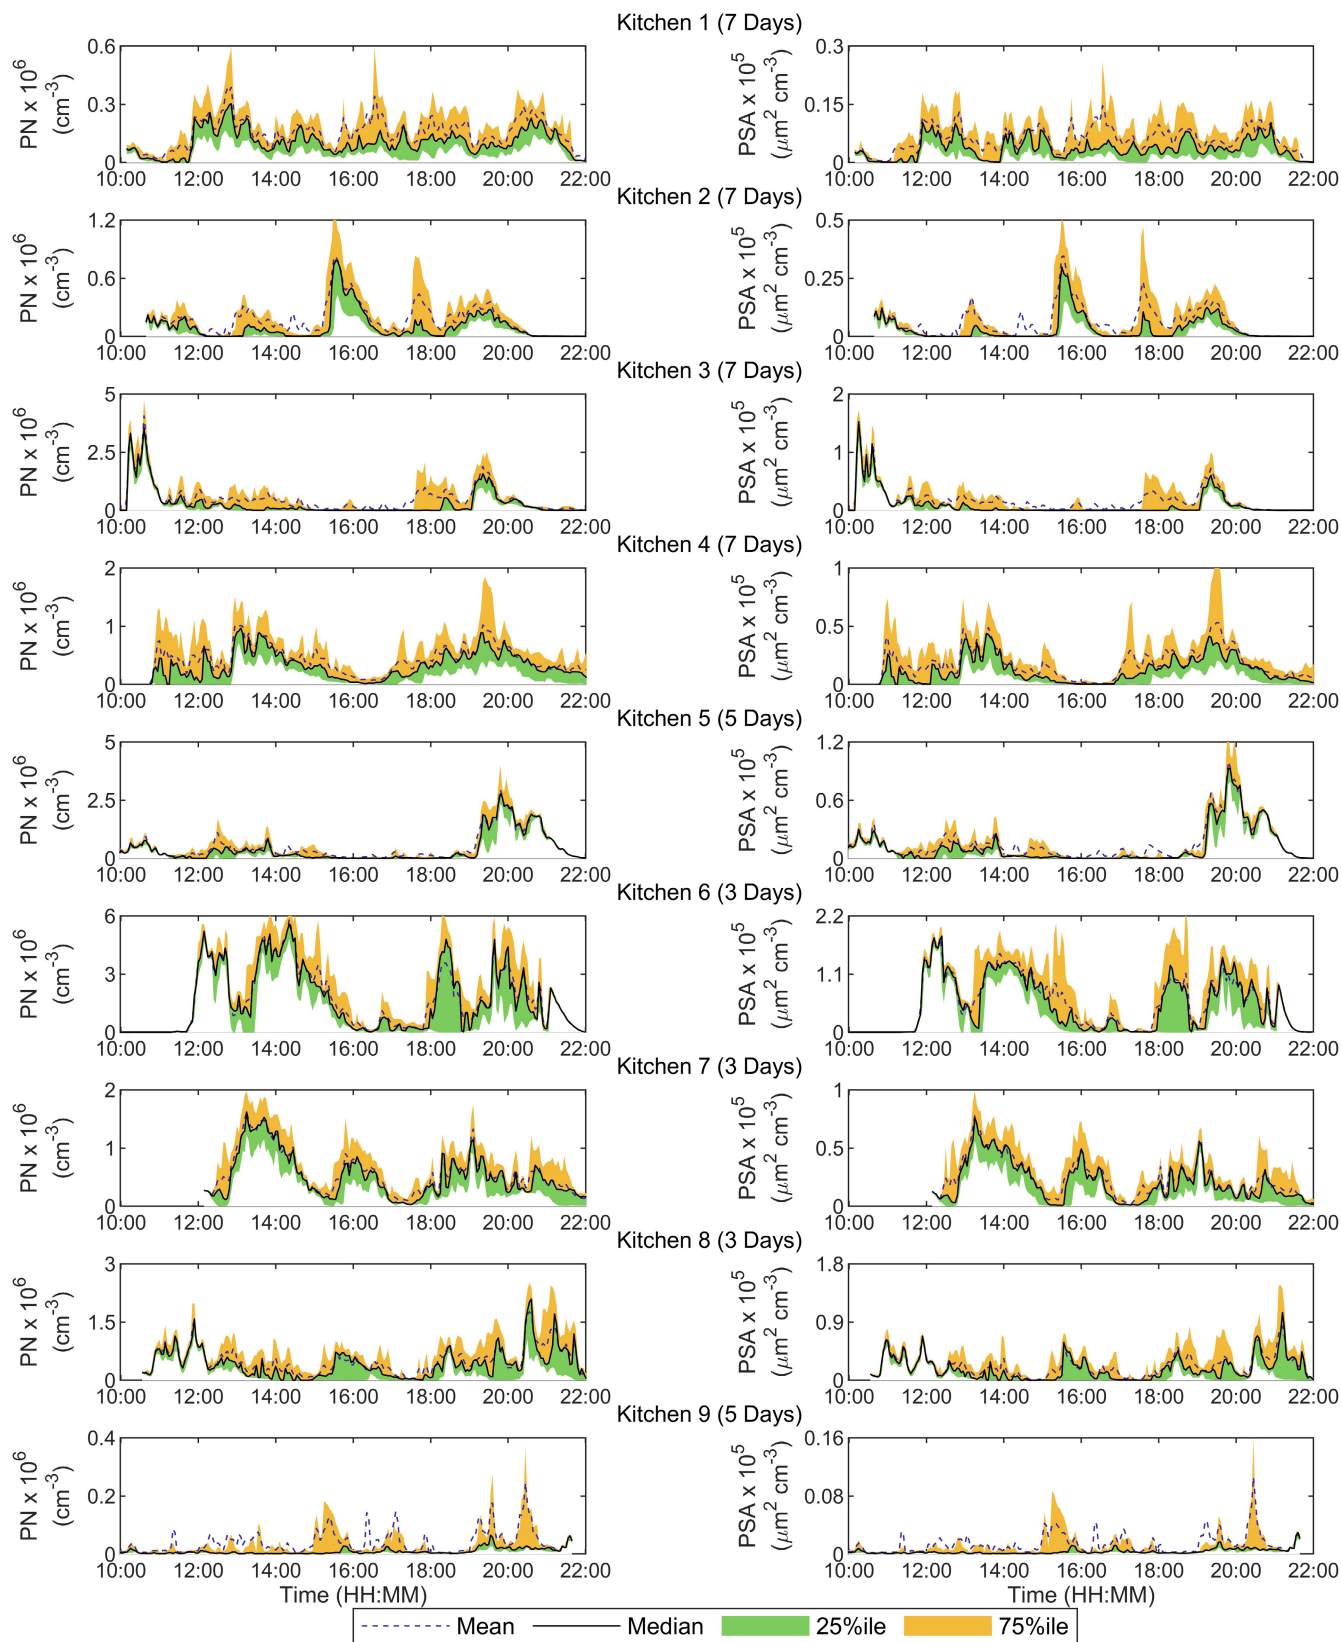 Kitchen 1 (7 Days)
PN x 10^6 (cm^-3)
0.6
0.3
0
10:00 12:00 14:00 16:00 18:00 20:00 22:00
PSA x 10^5 (μm^2 cm^-3)
0.3
0.15
0
10:00 12:00 14:00 16:00 18:00 20:00 22:00
Kitchen 2 (7 Days)
PN x 10^6 (cm^-3)
1.2
0.6
0
10:00 12:00 14:00 16:00 18:00 20:00 22:00
PSA x 10^5 (μm^2 cm^-3)
0.5
0.25
0
10:00 12:00 14:00 16:00 18:00 20:00 22:00
Kitchen 3 (7 Days)
PN x 10^6 (cm^-3)
5
2.5
0
10:00 12:00 14:00 16:00 18:00 20:00 22:00
PSA x 10^5 (μm^2 cm^-3)
2
1
0
10:00 12:00 14:00 16:00 18:00 20:00 22:00
Kitchen 4 (7 Days)
PN x 10^6 (cm^-3)
2
1
0
10:00 12:00 14:00 16:00 18:00 20:00 22:00
PSA x 10^5 (μm^2 cm^-3)
1
0.5
0
10:00 12:00 14:00 16:00 18:00 20:00 22:00
Kitchen 5 (5 Days)
PN x 10^6 (cm^-3)
5
2.5
0
10:00 12:00 14:00 16:00 18:00 20:00 22:00
PSA x 10^5 (μm^2 cm^-3)
1.2
0.6
0
10:00 12:00 14:00 16:00 18:00 20:00 22:00
Kitchen 6 (3 Days)
PN x 10^6 (cm^-3)
6
3
0
10:00 12:00 14:00 16:00 18:00 20:00 22:00
PSA x 10^5 (μm^2 cm^-3)
2.2
1.1
0
10:00 12:00 14:00 16:00 18:00 20:00 22:00
Kitchen 7 (3 Days)
PN x 10^6 (cm^-3)
2
1
0
10:00 12:00 14:00 16:00 18:00 20:00 22:00
PSA x 10^5 (μm^2 cm^-3)
1
0.5
0
10:00 12:00 14:00 16:00 18:00 20:00 22:00
Kitchen 8 (3 Days)
PN x 10^6 (cm^-3)
3
1.5
0
10:00 12:00 14:00 16:00 18:00 20:00 22:00
PSA x 10^5 (μm^2 cm^-3)
1.8
0.9
0
10:00 12:00 14:00 16:00 18:00 20:00 22:00
Kitchen 9 (5 Days)
PN x 10^6 (cm^-3)
0.4
0.2
0
10:00 12:00 14:00 16:00 18:00 20:00 22:00
Time (HH:MM)
PSA x 10^5 (μm^2 cm^-3)
0.16
0.08
0
10:00 12:00 14:00 16:00 18:00 20:00 22:00
Time (HH:MM)
Mean Median 25%ile 75%ile